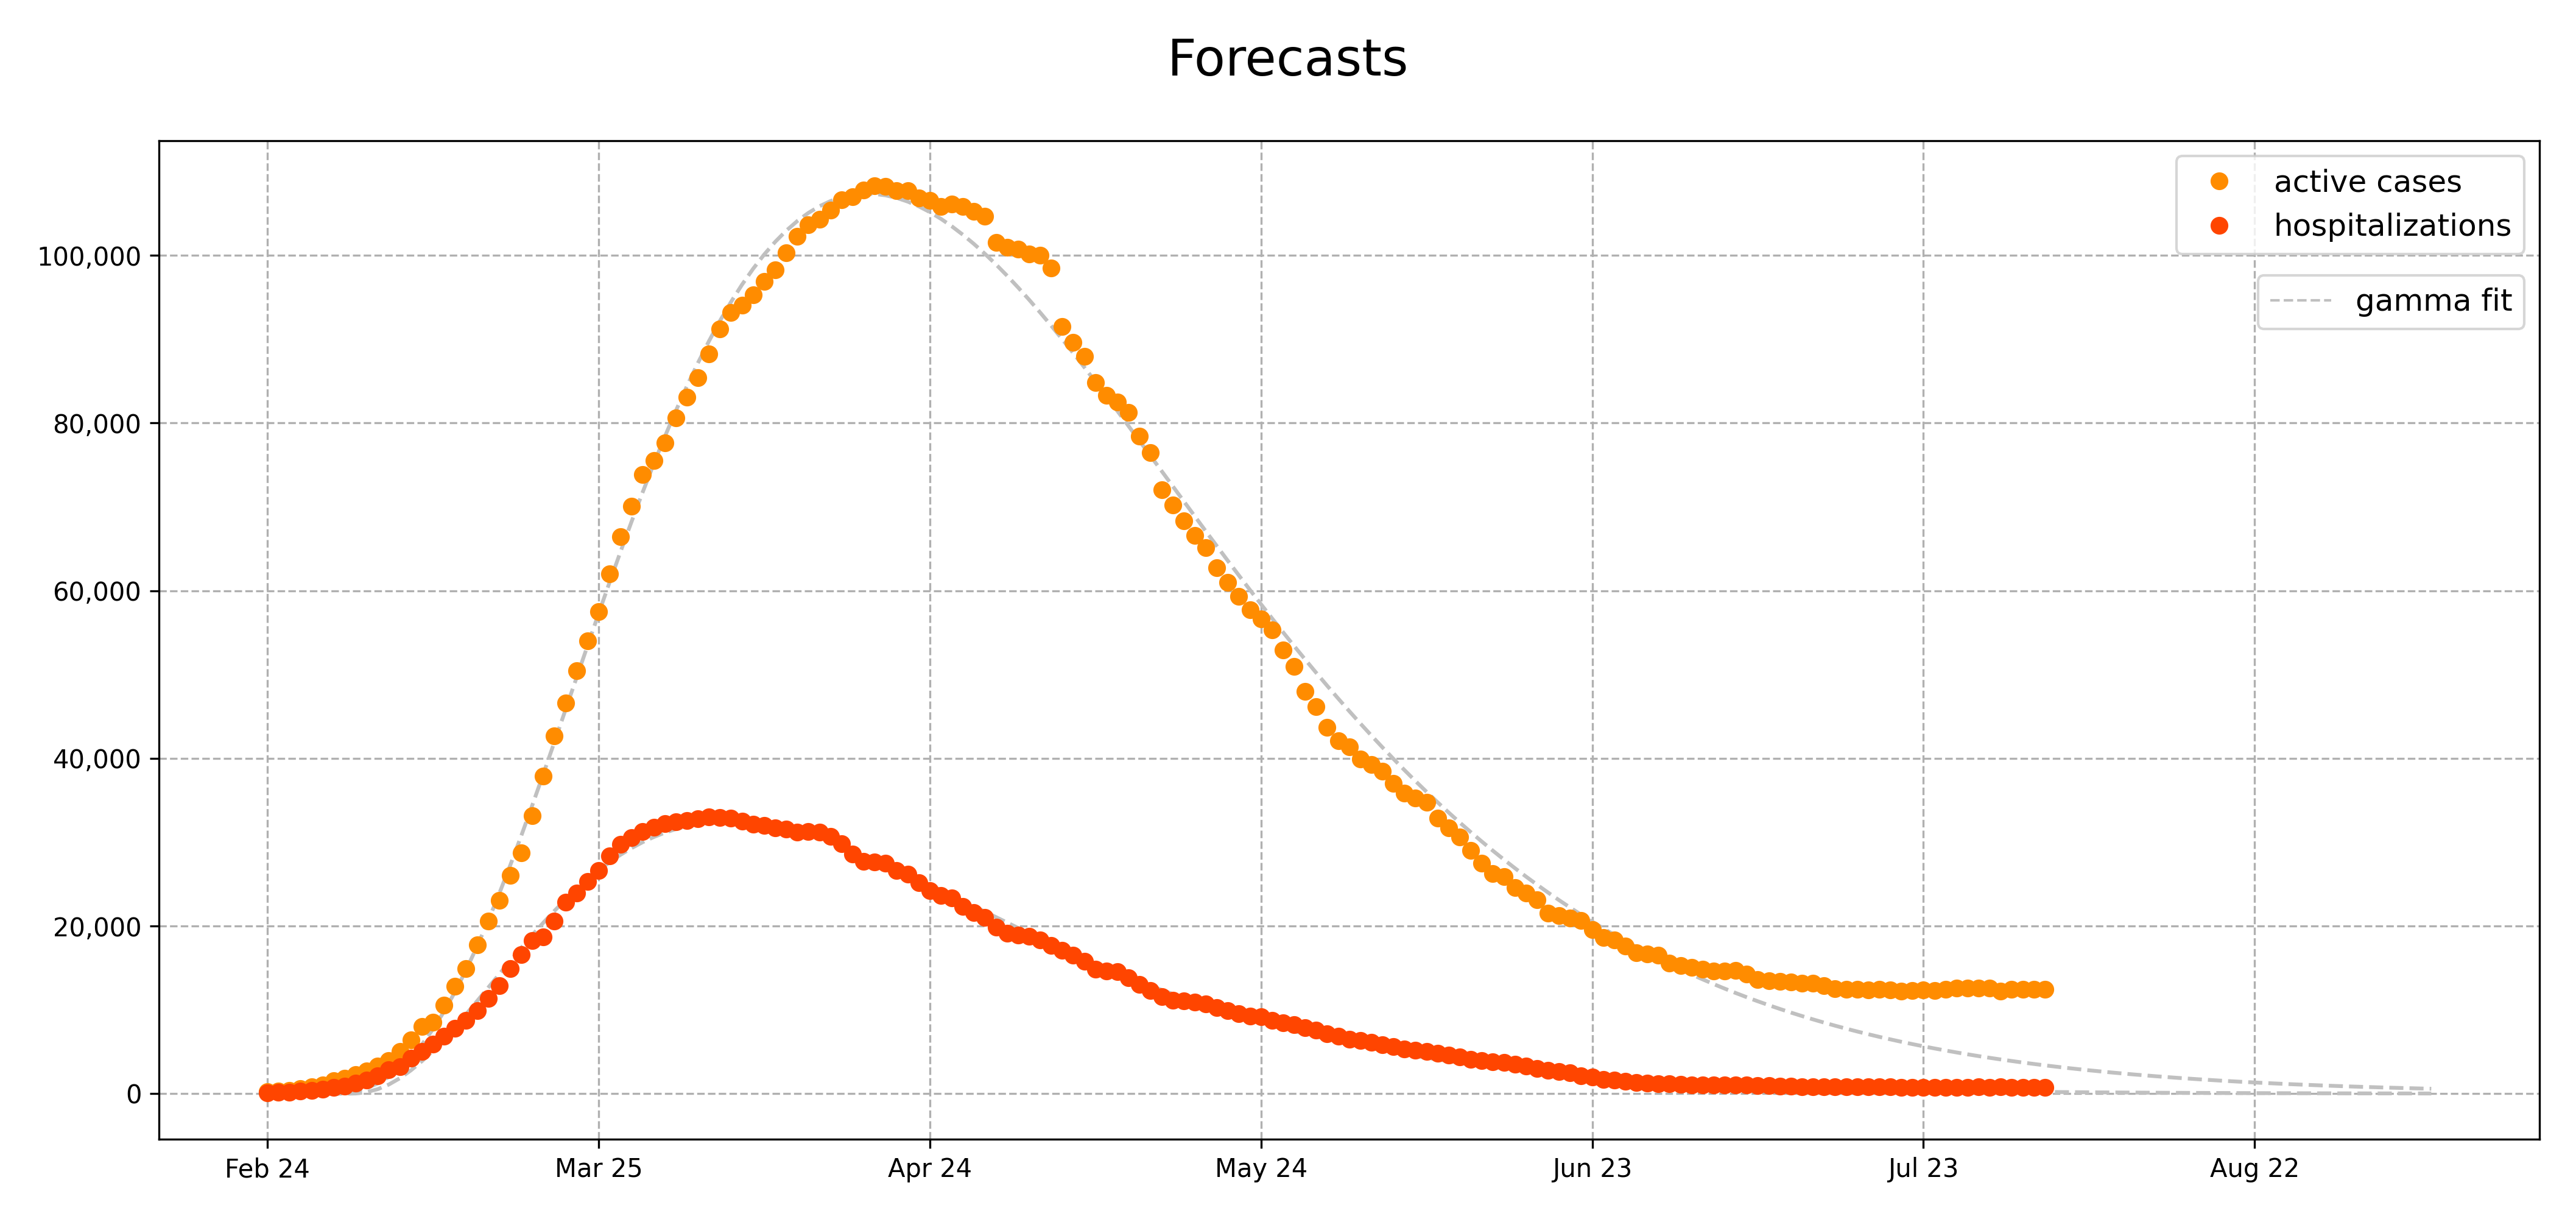 Forecasts
active cases
hospitalizations
gamma fit
100,000
80,000
60,000
40,000
20,000
0
Feb 24
Mar 25
Apr 24
May 24
Jun 23
Jul 23
Aug 22